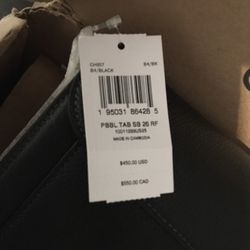 CH857 B4/BK
B4/BLACK
1 95031 86428 5
PBBL TAB SB 26 RF
MADE IN CAMBODIA
$450.00 USD
$550.00 CAD